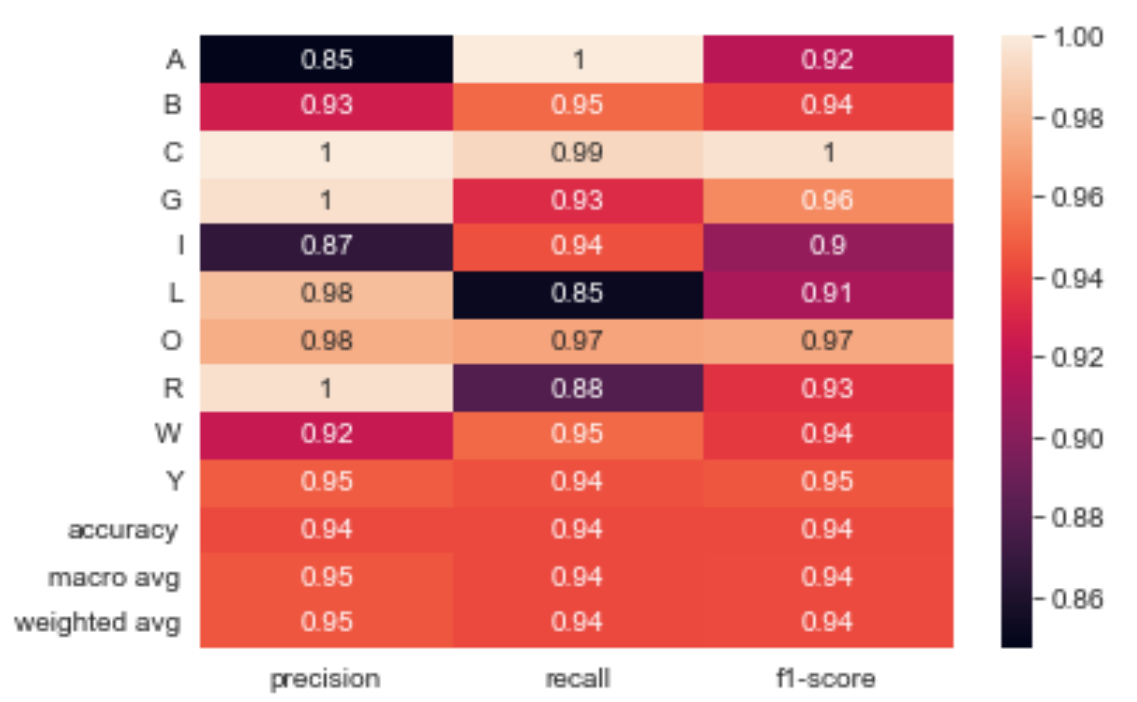 A 0.85 1 0.92
B 0.93 0.95 0.94
C 1 0.99 1
G 1 0.93 0.96
I 0.87 0.94 0.9
L 0.98 0.85 0.91
O 0.98 0.97 0.97
R 1 0.88 0.93
W 0.92 0.95 0.94
Y 0.95 0.94 0.95
accuracy 0.94 0.94 0.94
macro avg 0.95 0.94 0.94
weighted avg 0.95 0.94 0.94
precision recall f1-score
1.00
0.98
0.96
0.94
0.92
0.90
0.88
0.86